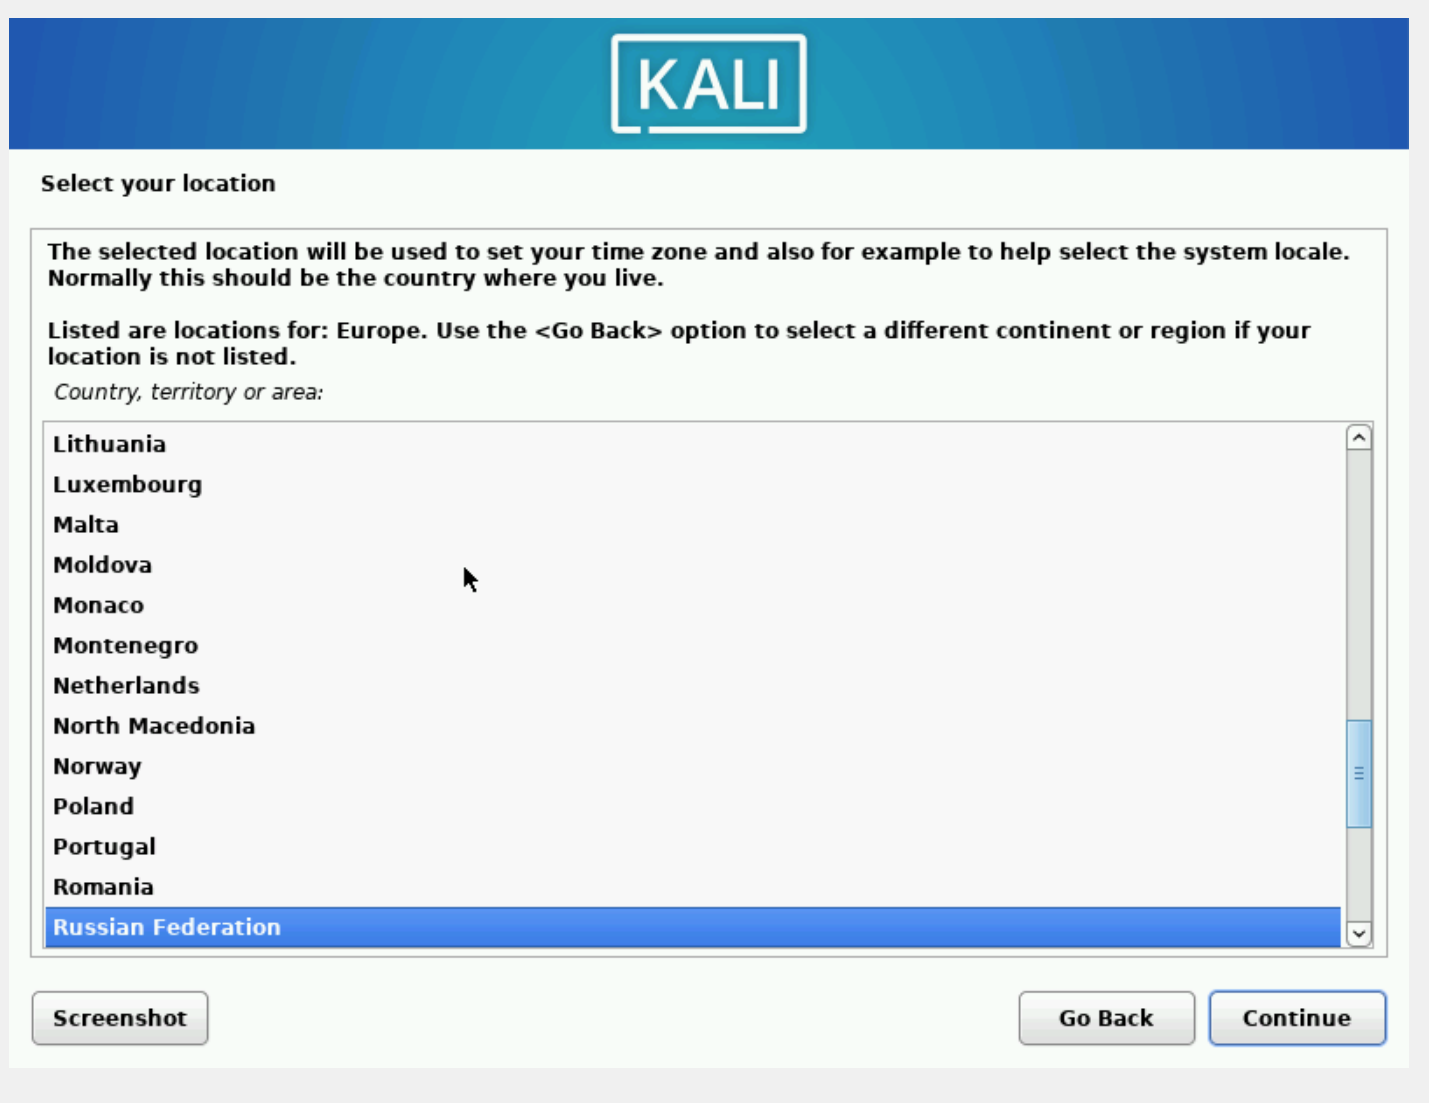 KALI
Select your location
The selected location will be used to set your time zone and also for example to help select the system locale.
Normally this should be the country where you live.
Listed are locations for: Europe. Use the <Go Back> option to select a different continent or region if your
location is not listed.
Country, territory or area:
Lithuania
Luxembourg
Malta
Moldova
Monaco
Montenegro
Netherlands
North Macedonia
Norway
Poland
Portugal
Romania
Russian Federation
Screenshot
Go Back
Continue